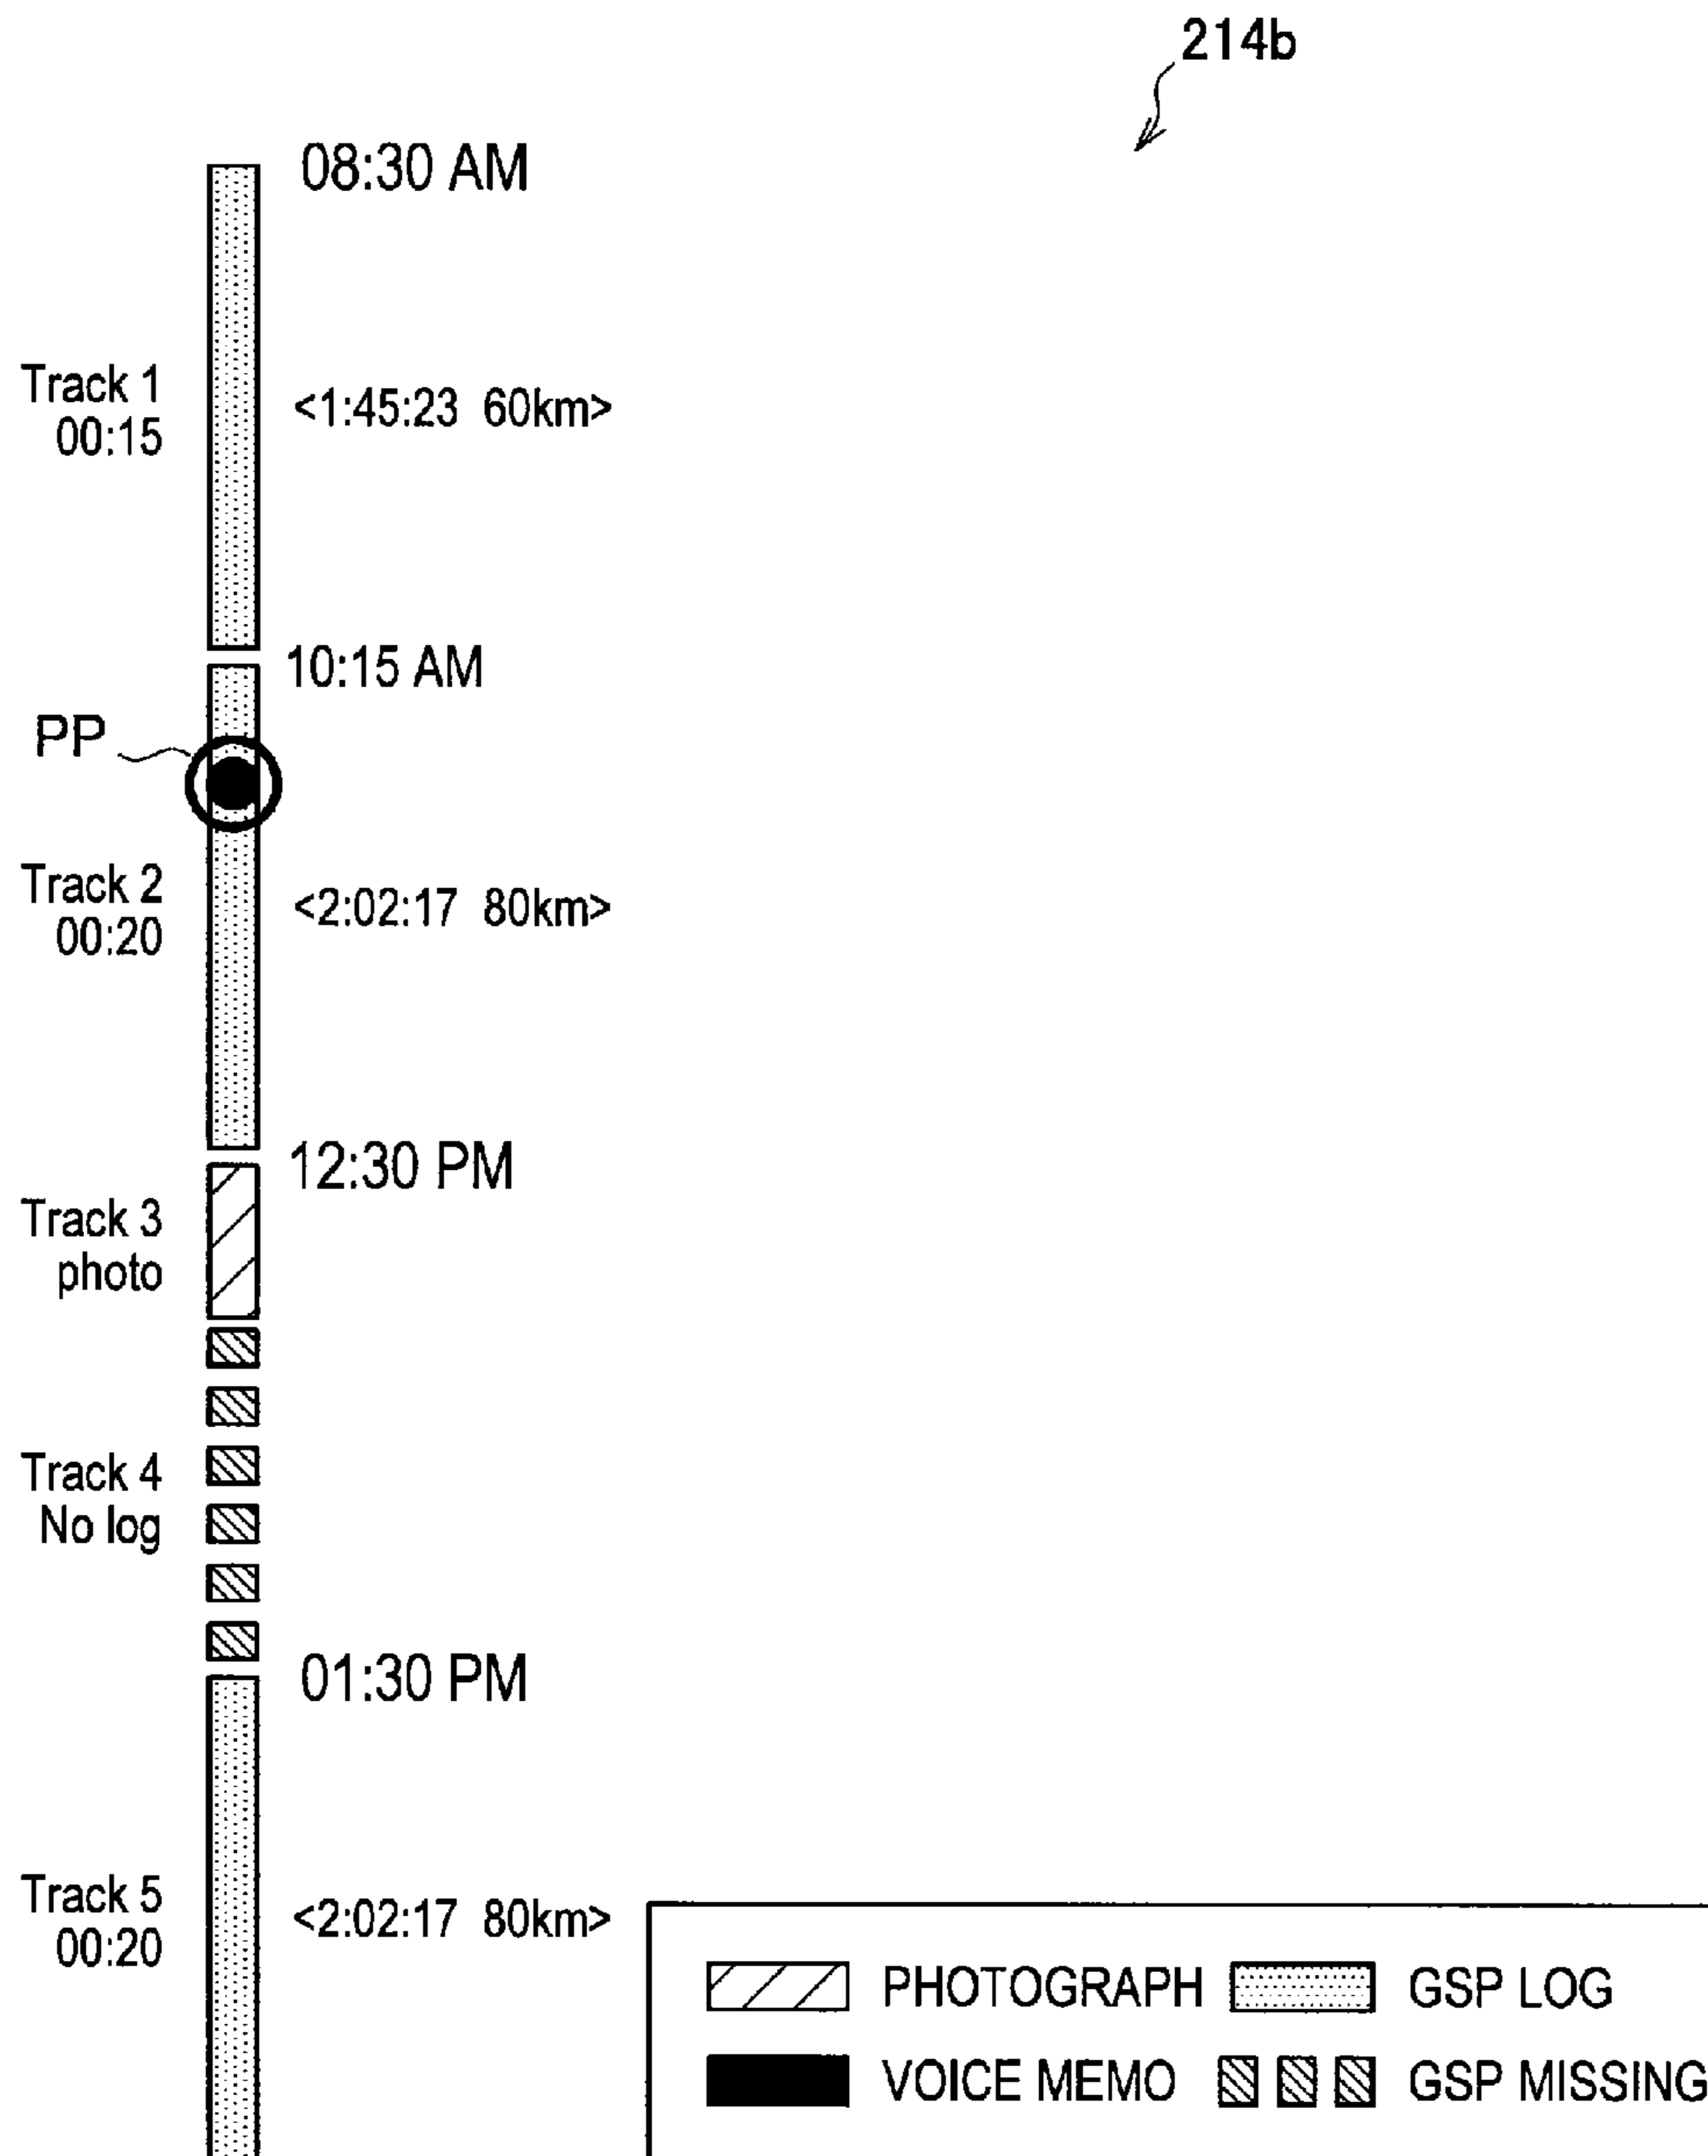 214b
08:30 AM
Track 1
00:15
<1:45:23 60km>
10:15 AM
PP
Track 2
00:20
<2:02:17 80km>
12:30 PM
Track 3
photo
Track 4
No log
01:30 PM
Track 5
00:20
<2:02:17 80km>
PHOTOGRAPH
GSP LOG
VOICE MEMO
GSP MISSING